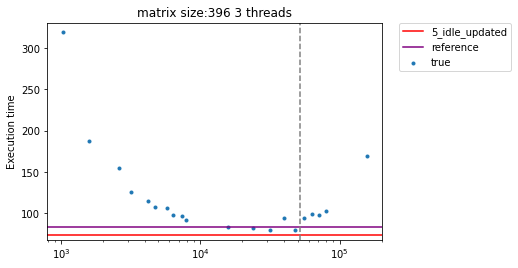 matrix size:396 3 threads
Execution time
300
250
200
150
100
10³
10⁴
10⁵
5_idle_updated
reference
true